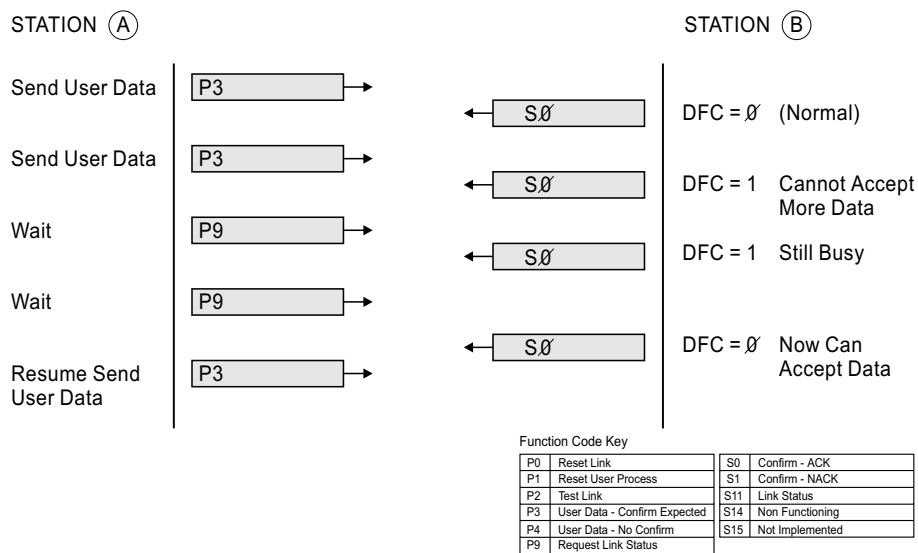 STATION A
STATION B
Send User Data P3
S0̸ DFC = 0̸ (Normal)
Send User Data P3
S0̸ DFC = 1 Cannot Accept
More Data
Wait P9
S0̸ DFC = 1 Still Busy
Wait P9
S0̸ DFC = 0̸ Now Can
Accept Data
Resume Send P3
User Data
Function Code Key
P0 Reset Link S0 Confirm - ACK
P1 Reset User Process S1 Confirm - NACK
P2 Test Link S11 Link Status
P3 User Data - Confirm Expected S14 Non Functioning
P4 User Data - No Confirm S15 Not Implemented
P9 Request Link Status